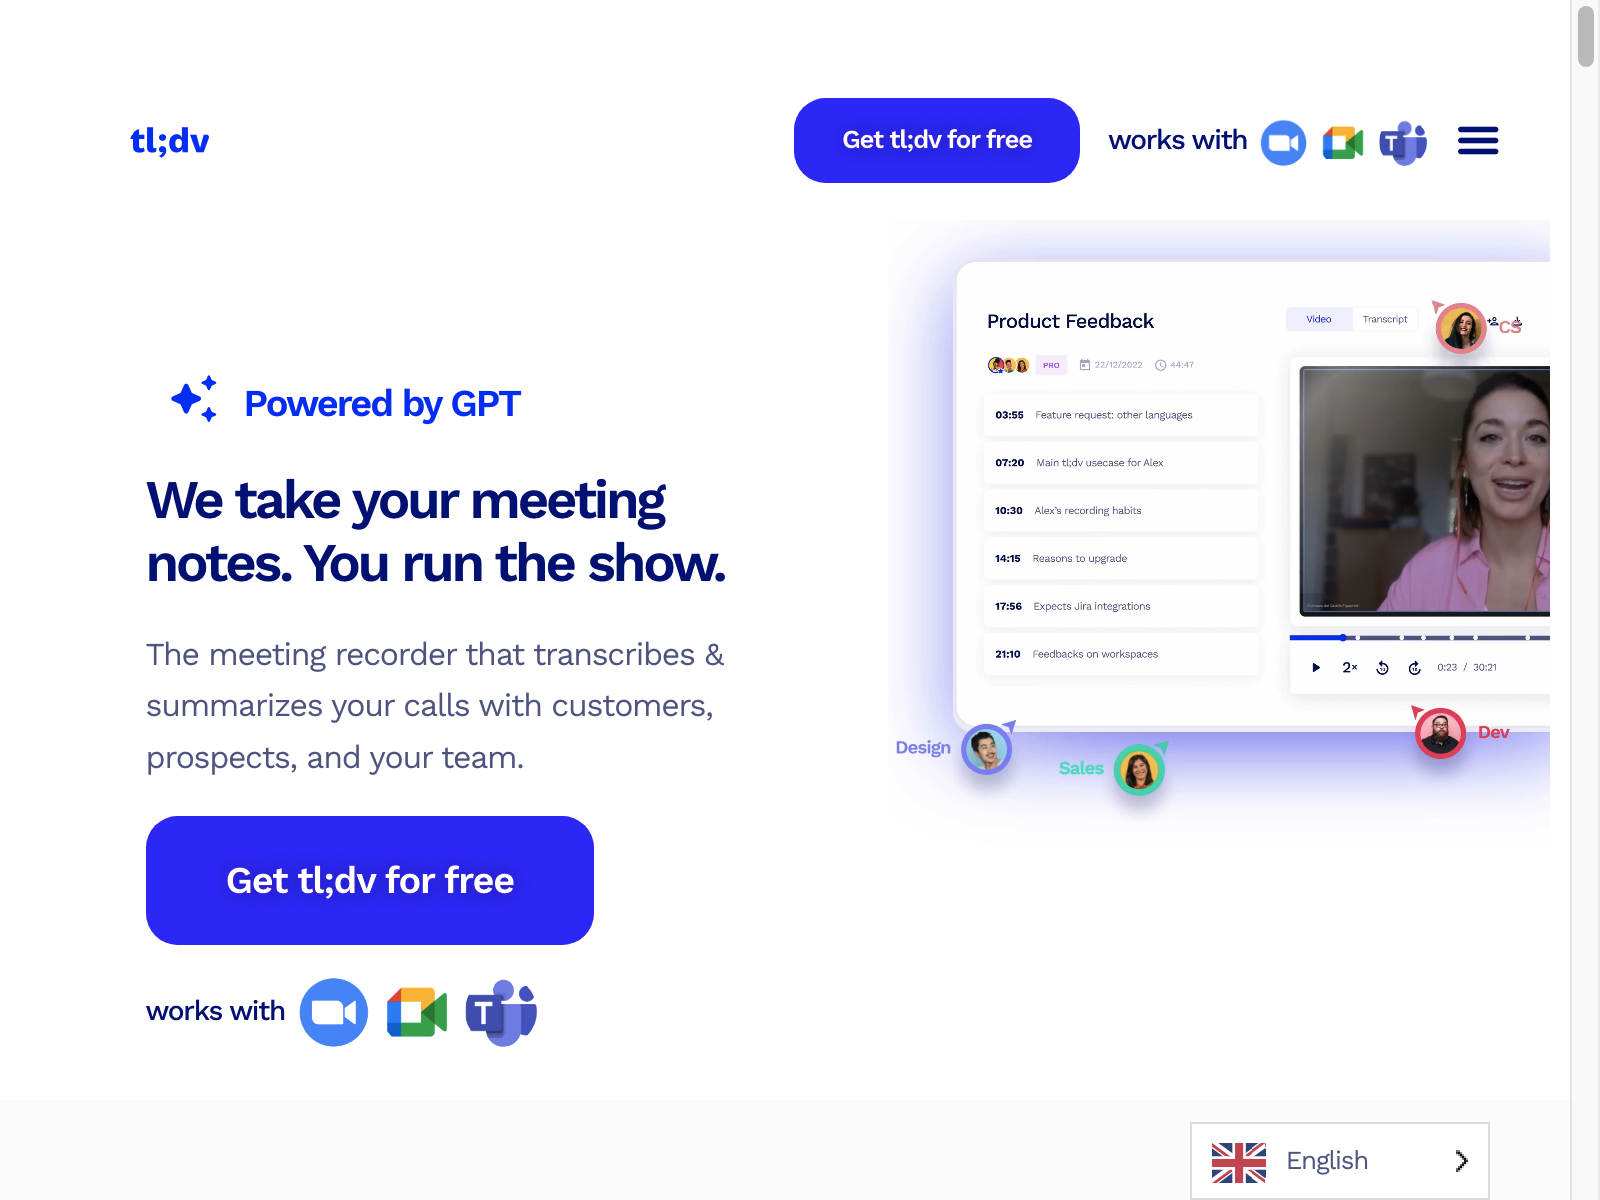 tl;dv
Get tl;dv for free
works with
Powered by GPT
We take your meeting
notes. You run the show.
The meeting recorder that transcribes &
summarizes your calls with customers,
prospects, and your team.
Get tl;dv for free
works with
Product Feedback
Video
Transcript
CS
PRO
22/12/2022
44:47
03:55 Feature request: other languages
07:20 Main tl;dv usecase for Alex
10:30 Alex's recording habits
14:15 Reasons to upgrade
17:56 Expects Jira integrations
21:10 Feedbacks on workspaces
2×
0:23 / 30:21
Design
Sales
Dev
English